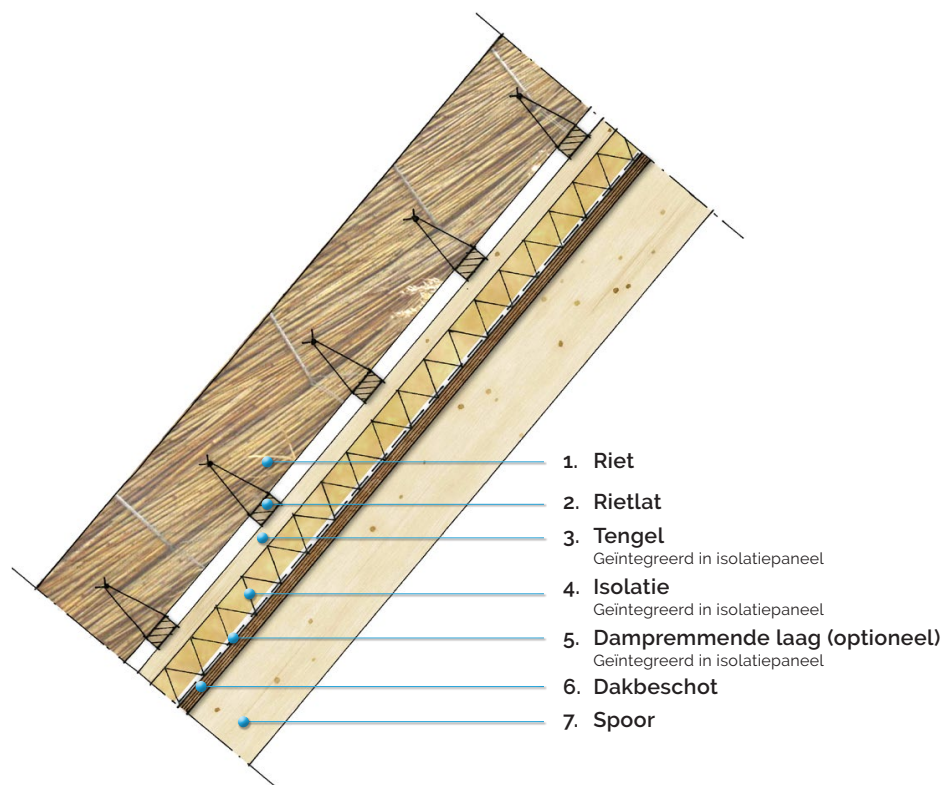 1. Riet
2. Rietlat
3. Tengel
Geïntegreerd in isolatiepaneel
4. Isolatie
Geïntegreerd in isolatiepaneel
5. Dampremmende laag (optioneel)
Geïntegreerd in isolatiepaneel
6. Dakbeschot
7. Spoor